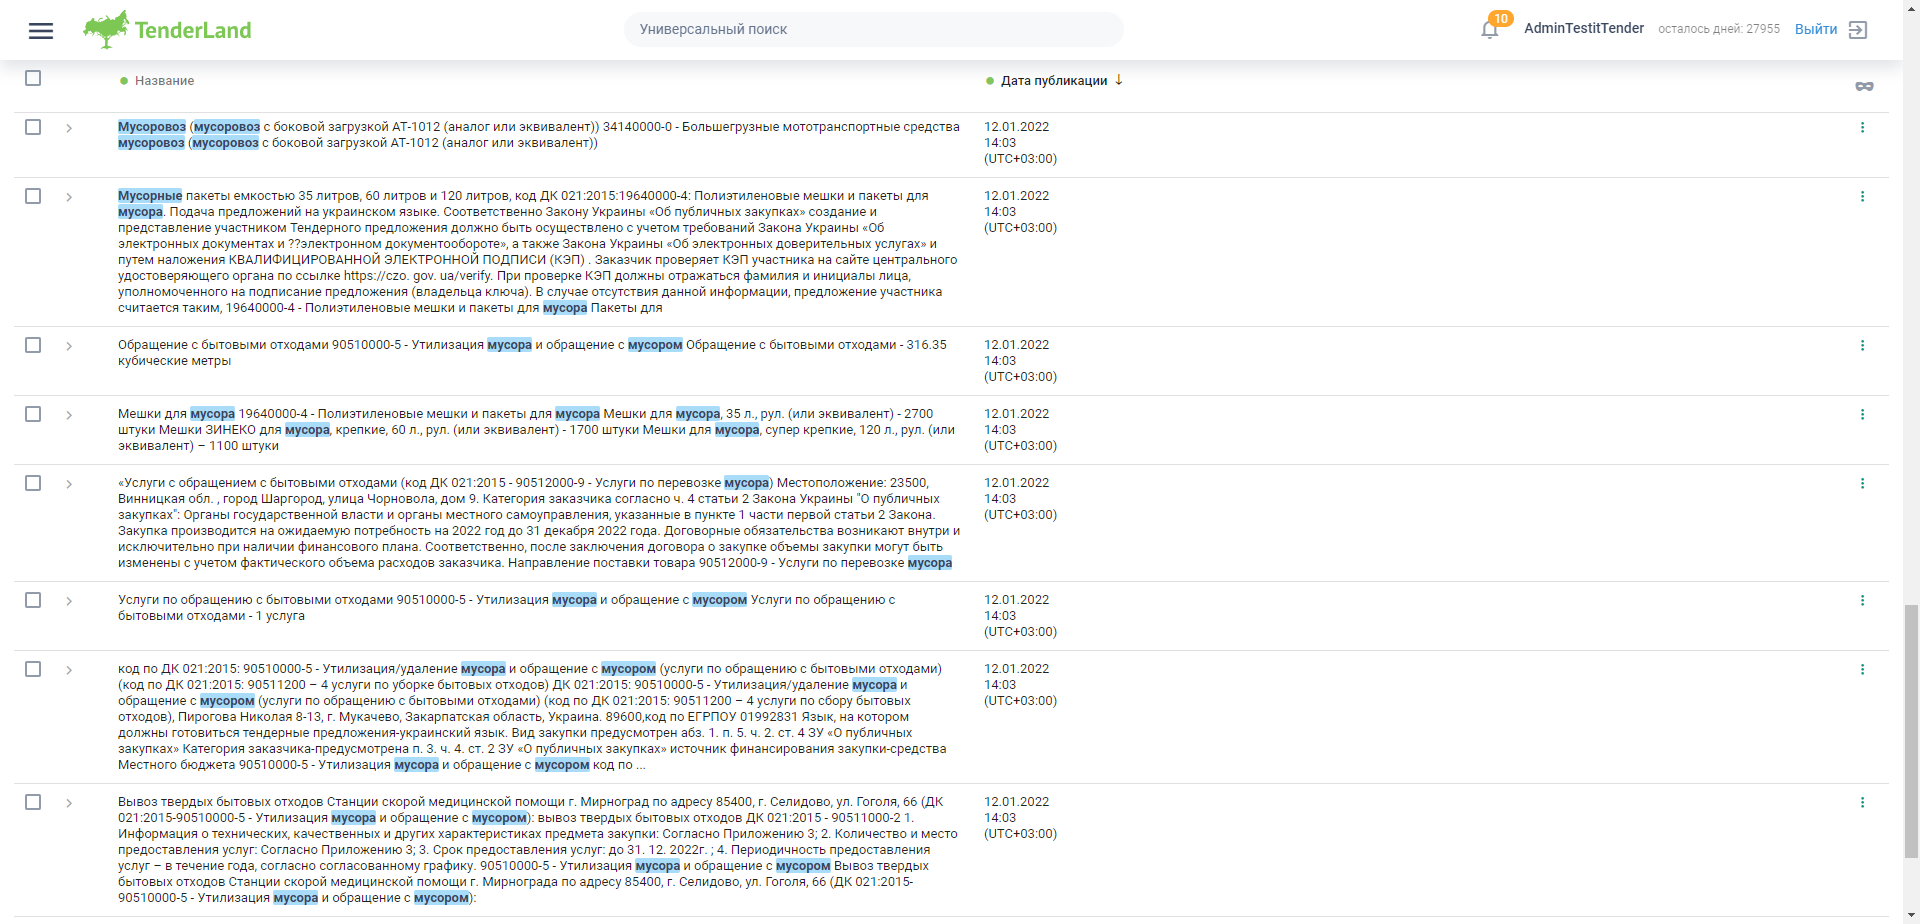 TenderLand
Универсальный поиск
10
AdminTestitTender
осталось дней: 27955
Выйти
Название
Дата публикации ↓
Мусоровоз (мусоровоз с боковой загрузкой АТ-1012 (аналог или эквивалент)) 34140000-0 - Большегрузные мототранспортные средства
мусоровоз (мусоровоз с боковой загрузкой АТ-1012 (аналог или эквивалент))
12.01.2022
14:03
(UTC+03:00)
Мусорные пакеты емкостью 35 литров, 60 литров и 120 литров, код ДК 021:2015:19640000-4: Полиэтиленовые мешки и пакеты для
мусора. Подача предложений на украинском языке. Соответственно Закону Украины «Об публичных закупках» создание и
представление участником Тендерного предложения должно быть осуществлено с учетом требований Закона Украины «Об
электронных документах и ??электронном документообороте», а также Закона Украины «Об электронных доверительных услугах» и
путем наложения КВАЛИФИЦИРОВАННОЙ ЭЛЕКТРОННОЙ ПОДПИСИ (КЭП) . Заказчик проверяет КЭП участника на сайте центрального
удостоверяющего органа по ссылке https://czo. gov. ua/verify. При проверке КЭП должны отражаться фамилия и инициалы лица,
уполномоченного на подписание предложения (владельца ключа). В случае отсутствия данной информации, предложение участника
считается таким, 19640000-4 - Полиэтиленовые мешки и пакеты для мусора Пакеты для
12.01.2022
14:03
(UTC+03:00)
Обращение с бытовыми отходами 90510000-5 - Утилизация мусора и обращение с мусором Обращение с бытовыми отходами - 316.35
кубические метры
12.01.2022
14:03
(UTC+03:00)
Мешки для мусора 19640000-4 - Полиэтиленовые мешки и пакеты для мусора Мешки для мусора, 35 л., рул. (или эквивалент) - 2700
штуки Мешки ЗИНЕКО для мусора, крепкие, 60 л., рул. (или эквивалент) - 1700 штуки Мешки для мусора, супер крепкие, 120 л., рул. (или
эквивалент) – 1100 штуки
12.01.2022
14:03
(UTC+03:00)
«Услуги с обращением с бытовыми отходами (код ДК 021:2015 - 90512000-9 - Услуги по перевозке мусора) Местоположение: 23500,
Винницкая обл. , город Шаргород, улица Чорновола, дом 9. Категория заказчика согласно ч. 4 статьи 2 Закона Украины "О публичных
закупках": Органы государственной власти и органы местного самоуправления, указанные в пункте 1 части первой статьи 2 Закона.
Закупка производится на ожидаемую потребность на 2022 год до 31 декабря 2022 года. Договорные обязательства возникают внутри и
исключительно при наличии финансового плана. Соответственно, после заключения договора о закупке объемы закупки могут быть
изменены с учетом фактического объема расходов заказчика. Направление поставки товара 90512000-9 - Услуги по перевозке мусора
12.01.2022
14:03
(UTC+03:00)
Услуги по обращению с бытовыми отходами 90510000-5 - Утилизация мусора и обращение с мусором Услуги по обращению с
бытовыми отходами - 1 услуга
12.01.2022
14:03
(UTC+03:00)
код по ДК 021:2015: 90510000-5 - Утилизация/удаление мусора и обращение с мусором (услуги по обращению с бытовыми отходами)
(код по ДК 021:2015: 90511200 – 4 услуги по уборке бытовых отходов) ДК 021:2015: 90510000-5 - Утилизация/удаление мусора и
обращение с мусором (услуги по обращению с бытовыми отходами) (код по ДК 021:2015: 90511200 – 4 услуги по сбору бытовых
отходов), Пирогова Николая 8-13, г. Мукачево, Закарпатская область, Украина. 89600,код по ЕГРПОУ 01992831 Язык, на котором
должны готовиться тендерные предложения-украинский язык. Вид закупки предусмотрен абз. 1. п. 5. ч. 2. ст. 4 ЗУ «О публичных
закупках» Категория заказчика-предусмотрена п. 3. ч. 4. ст. 2 ЗУ «О публичных закупках» источник финансирования закупки-средства
Местного бюджета 90510000-5 - Утилизация мусора и обращение с мусором код по ...
12.01.2022
14:03
(UTC+03:00)
Вывоз твердых бытовых отходов Станции скорой медицинской помощи г. Мирноград по адресу 85400, г. Селидово, ул. Гоголя, 66 (ДК
021:2015-90510000-5 - Утилизация мусора и обращение с мусором): вывоз твердых бытовых отходов ДК 021:2015 - 90511000-2 1.
Информация о технических, качественных и других характеристиках предмета закупки: Согласно Приложению 3; 2. Количество и место
предоставления услуг: Согласно Приложению 3; 3. Срок предоставления услуг: до 31. 12. 2022г. ; 4. Периодичность предоставления
услуг – в течение года, согласно согласованному графику. 90510000-5 - Утилизация мусора и обращение с мусором Вывоз твердых
бытовых отходов Станции скорой медицинской помощи г. Мирнограда по адресу 85400, г. Селидово, ул. Гоголя, 66 (ДК 021:2015-
90510000-5 - Утилизация мусора и обращение с мусором):
12.01.2022
14:03
(UTC+03:00)